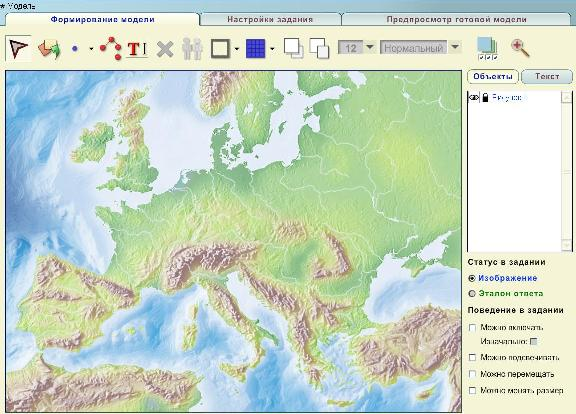 * Модель
Формирование модели
Настройки задания
Предпросмотр готовой модели
T
12
Нормальный
Объекты
Текст
Рисунок
Статус в задании
Изображение
Эталон ответа
Поведение в задании
Можно включать
Изначально:
Можно подсвечивать
Можно перемещать
Можно менять размер